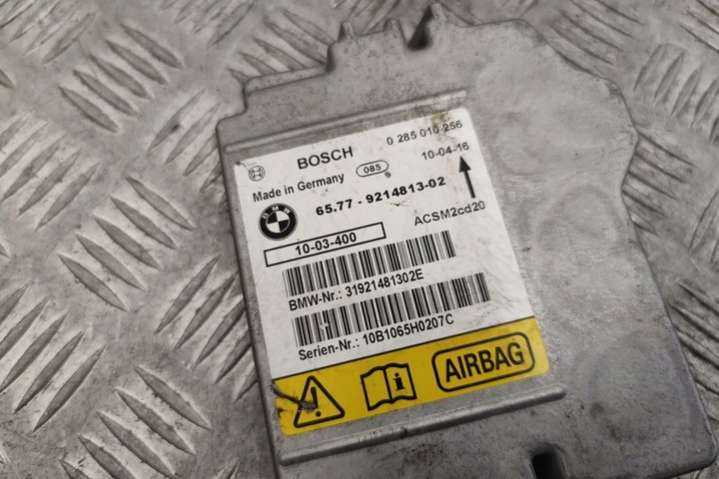 BOSCH 0 285 010 256
Made in Germany 085 10-04-16
BMW 65.77 - 9214813-02
10-03-400 ACSM2cd20
BMW-Nr.: 31921481302E
Serien-Nr.: 10B1065H0207C
AIRBAG